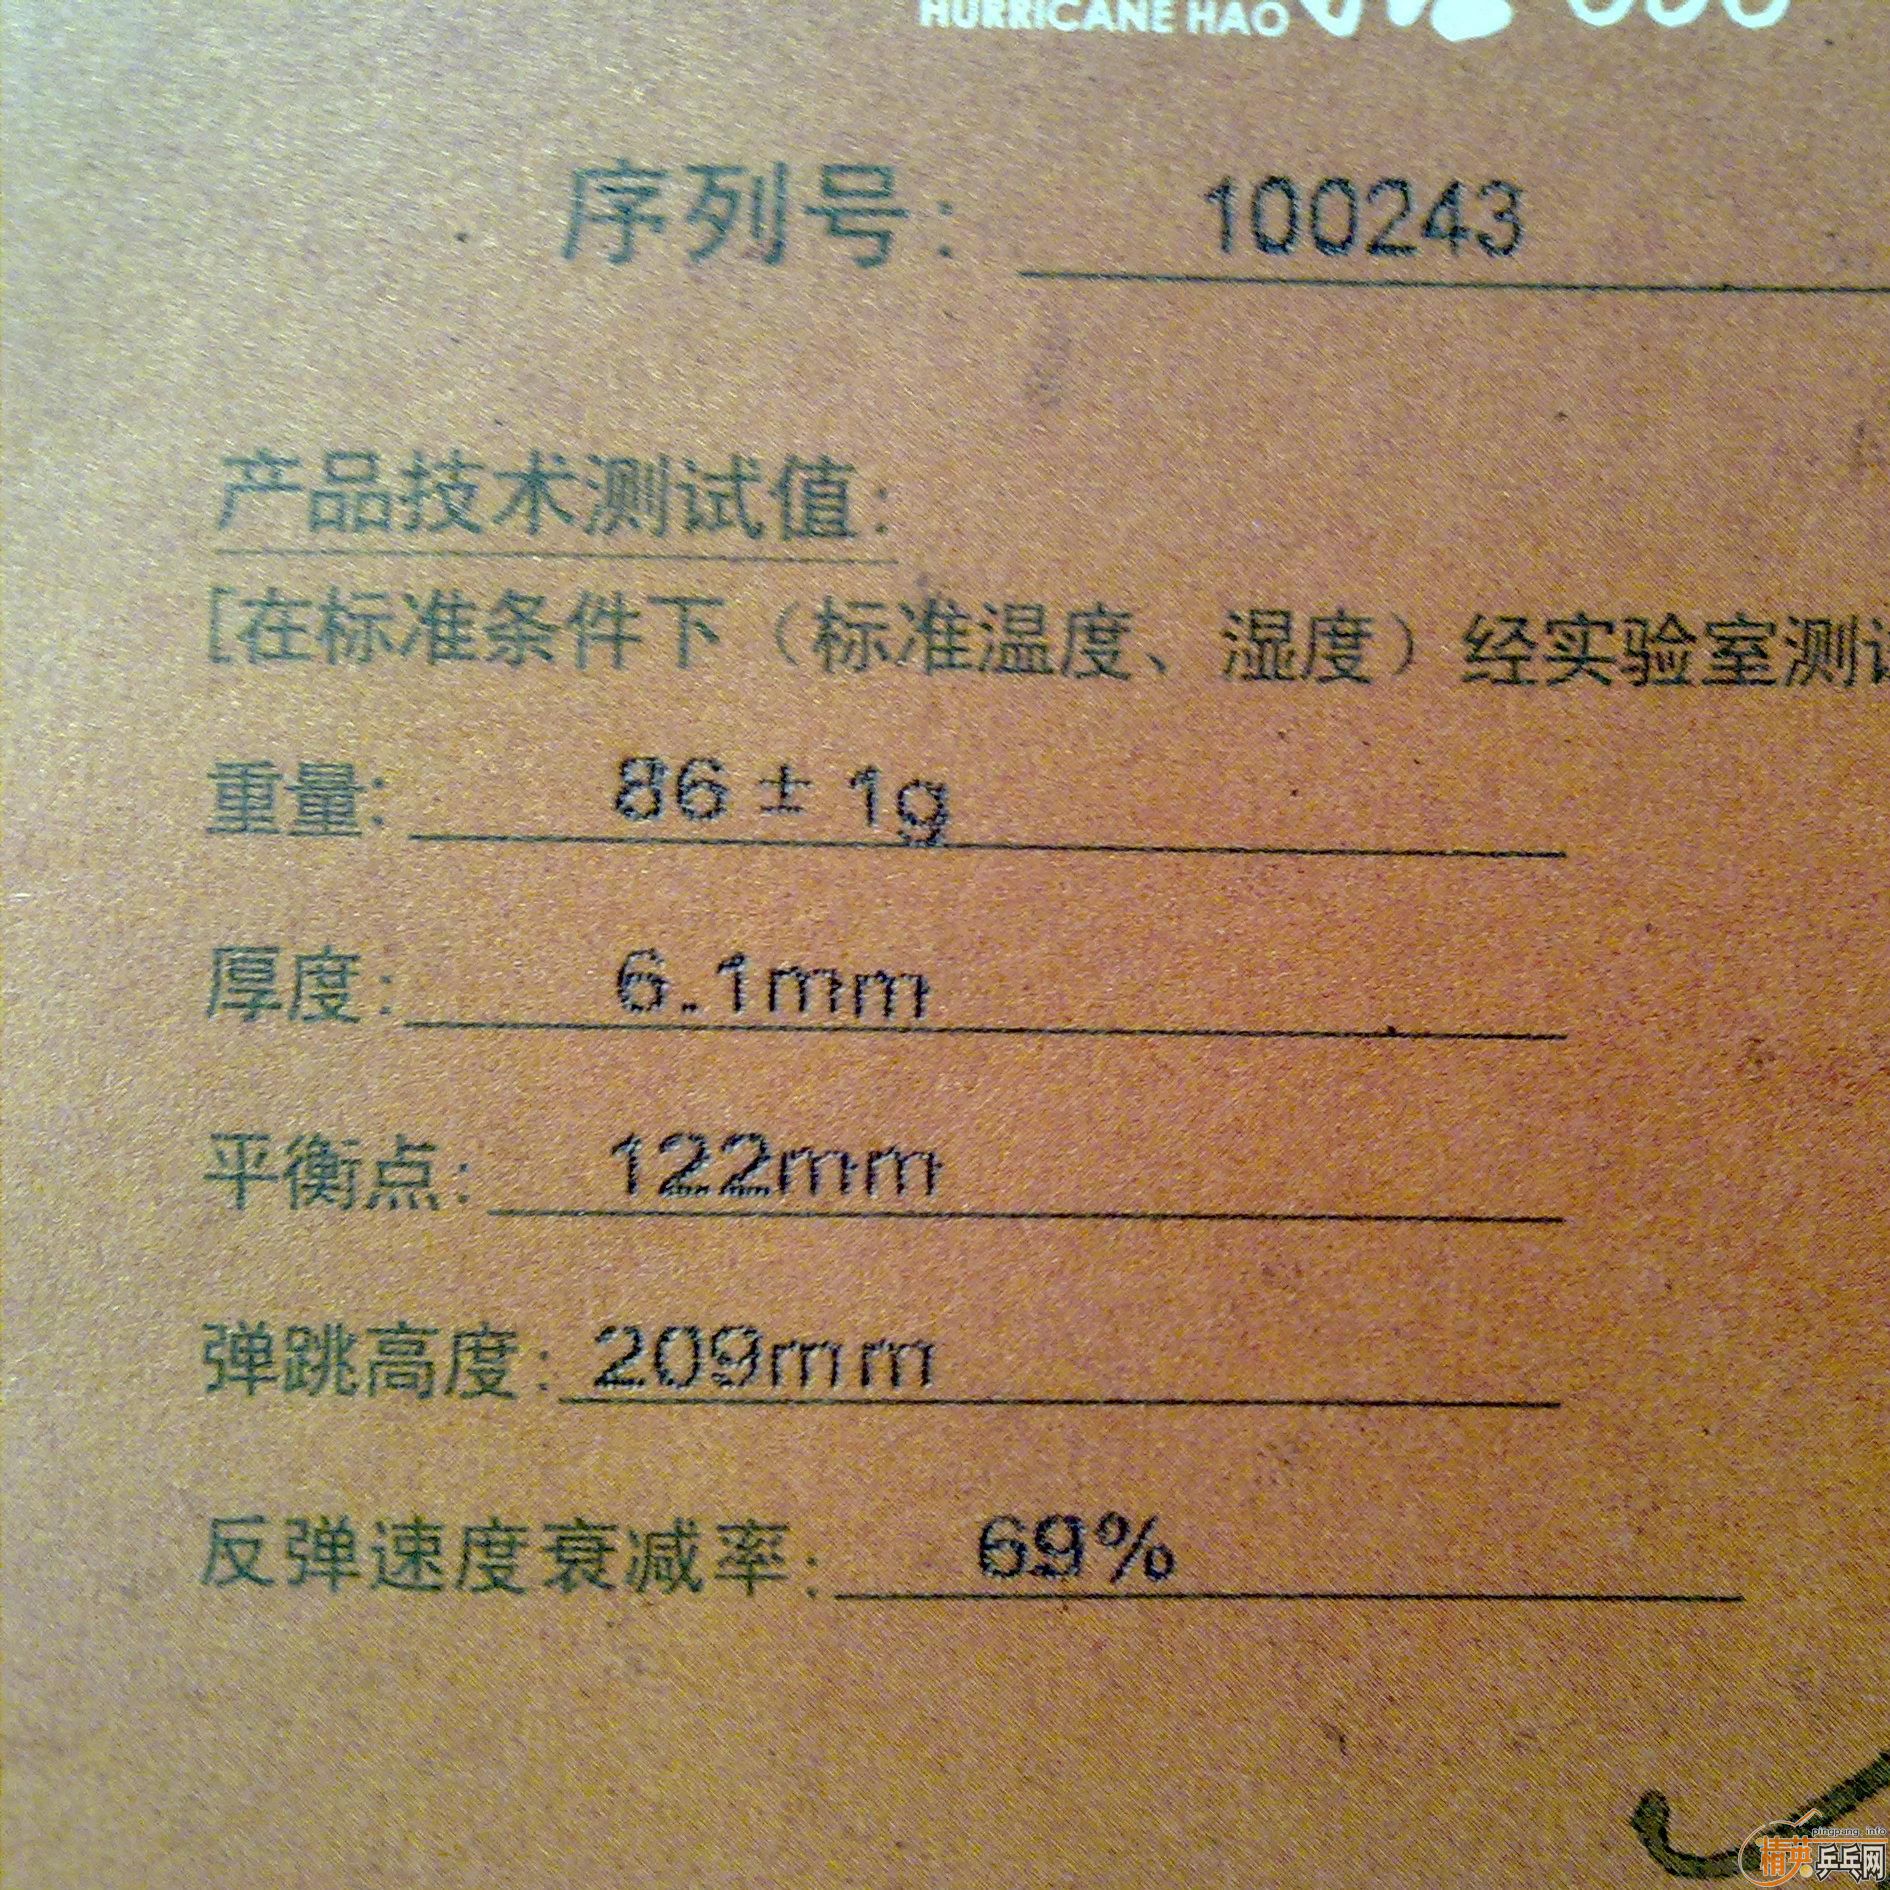 HURRICANE HAO
序列号: 100243
产品技术测试值:
[在标准条件下（标准温度、湿度）经实验室测
重量: 86 ± 1g
厚度: 6.1mm
平衡点: 122mm
弹跳高度: 209mm
反弹速度衰减率: 69%
pingpang.info
精英乒乓网